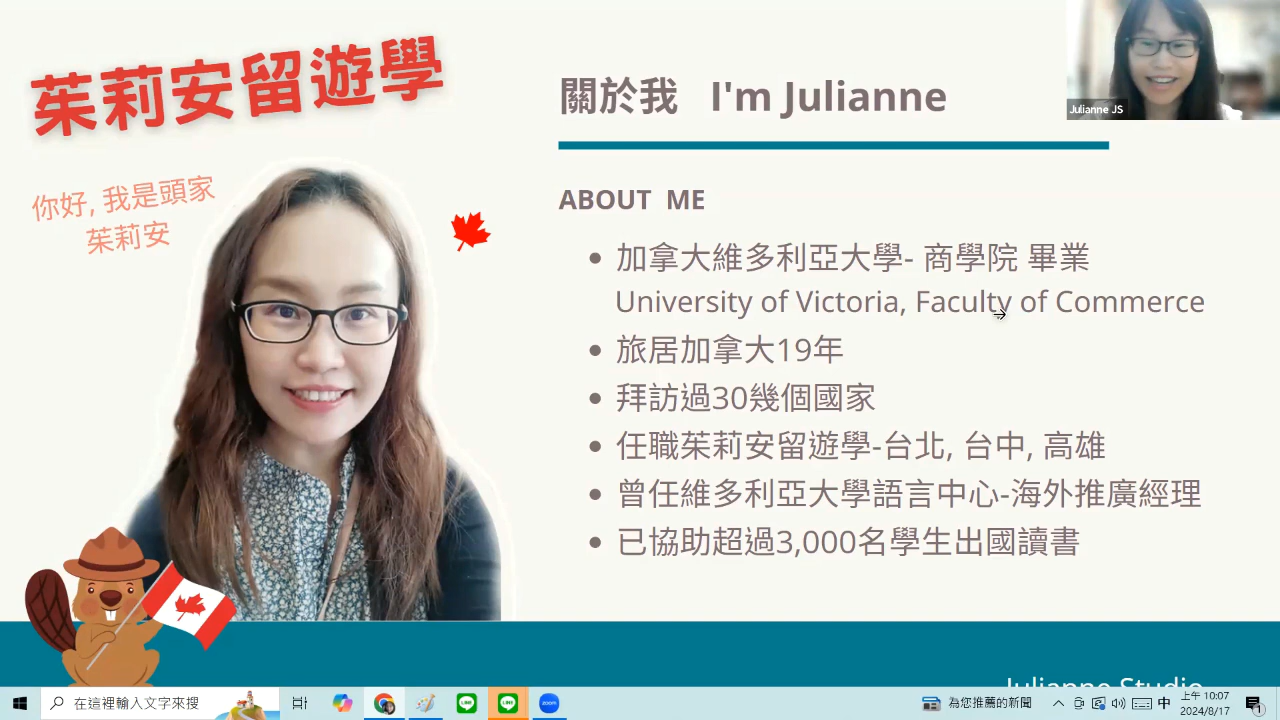 茱莉安留遊學
你好, 我是頭家
茱莉安
關於我 I'm Julianne
Julianne JS
ABOUT ME
加拿大維多利亞大學- 商學院 畢業
University of Victoria, Faculty of Commerce
旅居加拿大19年
拜訪過30幾個國家
任職茱莉安留遊學-台北, 台中, 高雄
曾任維多利亞大學語言中心-海外推廣經理
已協助超過3,000名學生出國讀書
Julianne Studio
在這裡輸入文字來搜
LINE
LINE
zoom
為您推薦的新聞
中
上午 10:07
2024/8/17
1